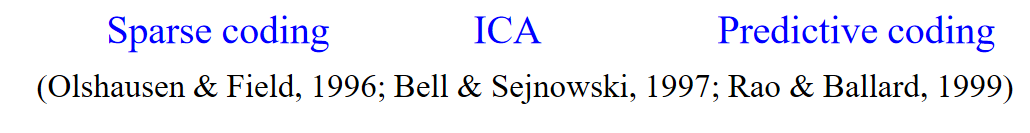 Sparse coding ICA Predictive coding
(Olshausen & Field, 1996; Bell & Sejnowski, 1997; Rao & Ballard, 1999)